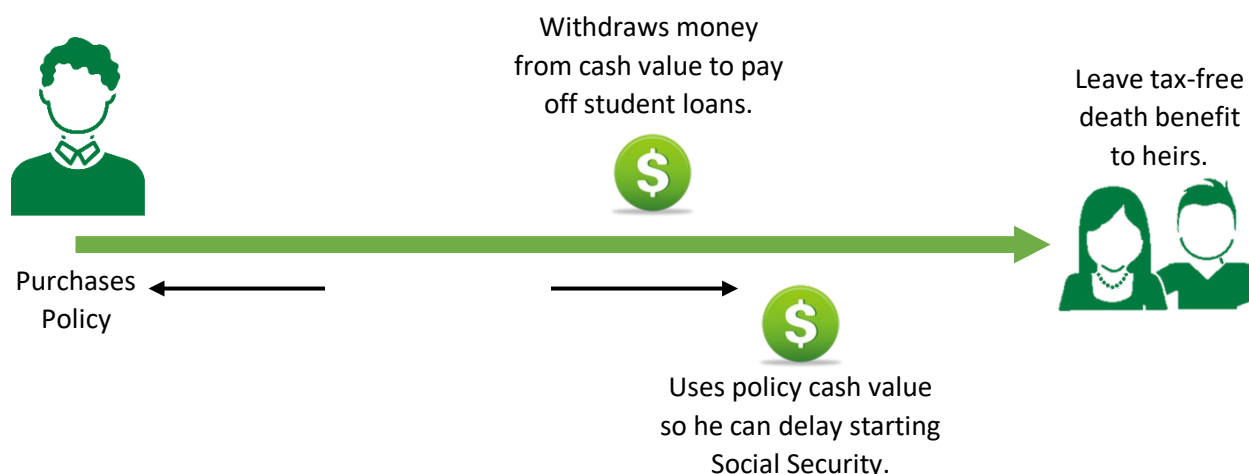 Withdraws money
from cash value to pay
off student loans.
Leave tax-free
death benefit
to heirs.
$
Purchases
Policy
$
Uses policy cash value
so he can delay starting
Social Security.